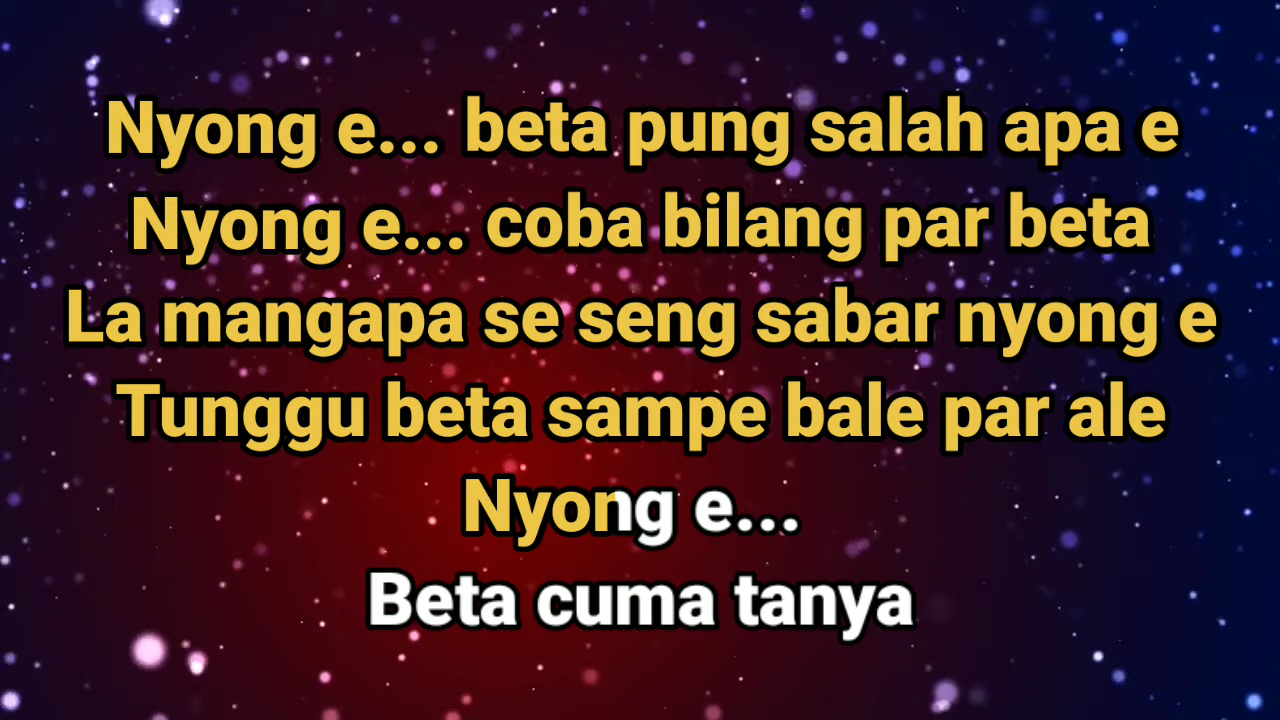 Nyong e... beta pung salah apa e
Nyong e... coba bilang par beta
La mangapa se seng sabar nyong e
Tunggu beta sampe bale par ale
Nyong e...
Beta cuma tanya